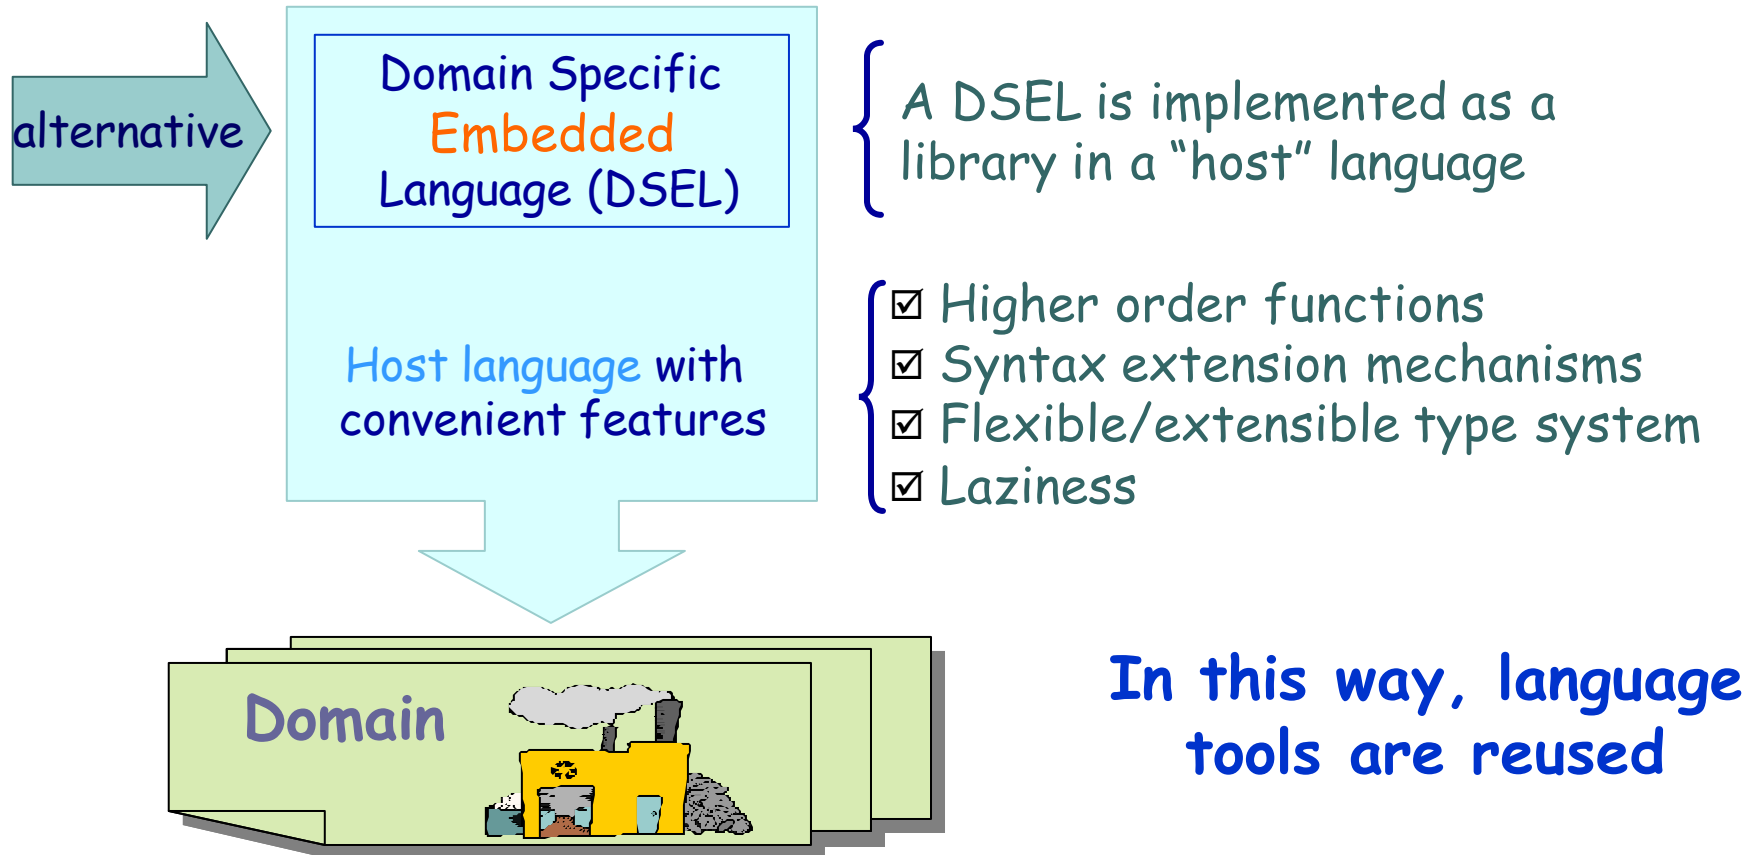 alternative
Domain Specific
Embedded
Language (DSEL)
A DSEL is implemented as a
library in a “host” language
Host language with
convenient features
☑ Higher order functions
☑ Syntax extension mechanisms
☑ Flexible/extensible type system
☑ Laziness
Domain
In this way, language
tools are reused